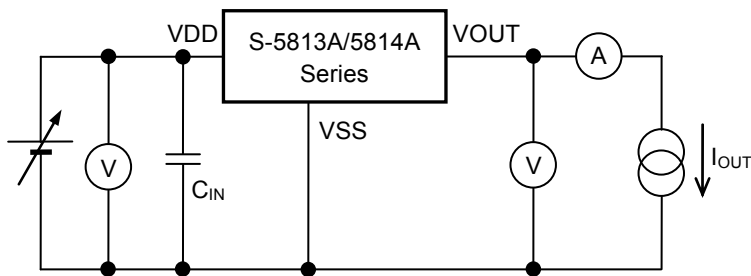 VDD
S-5813A/5814A
Series
VOUT
A
VSS
V
CIN
V
IOUT